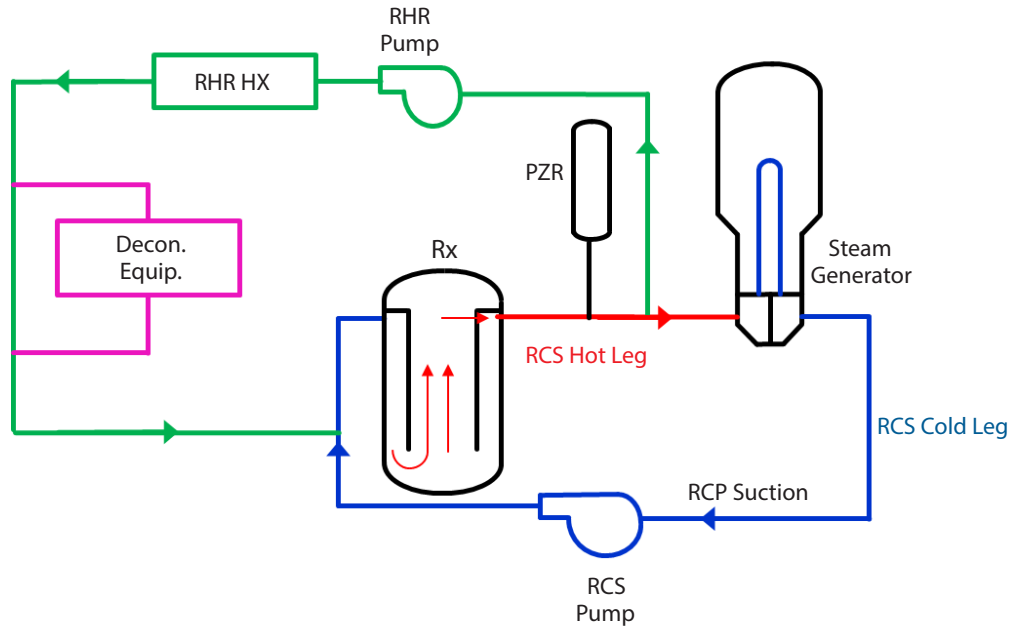 RHR
Pump
RHR HX
PZR
Decon.
Equip.
Rx
Steam
Generator
RCS Hot Leg
RCS Cold Leg
RCP Suction
RCS
Pump